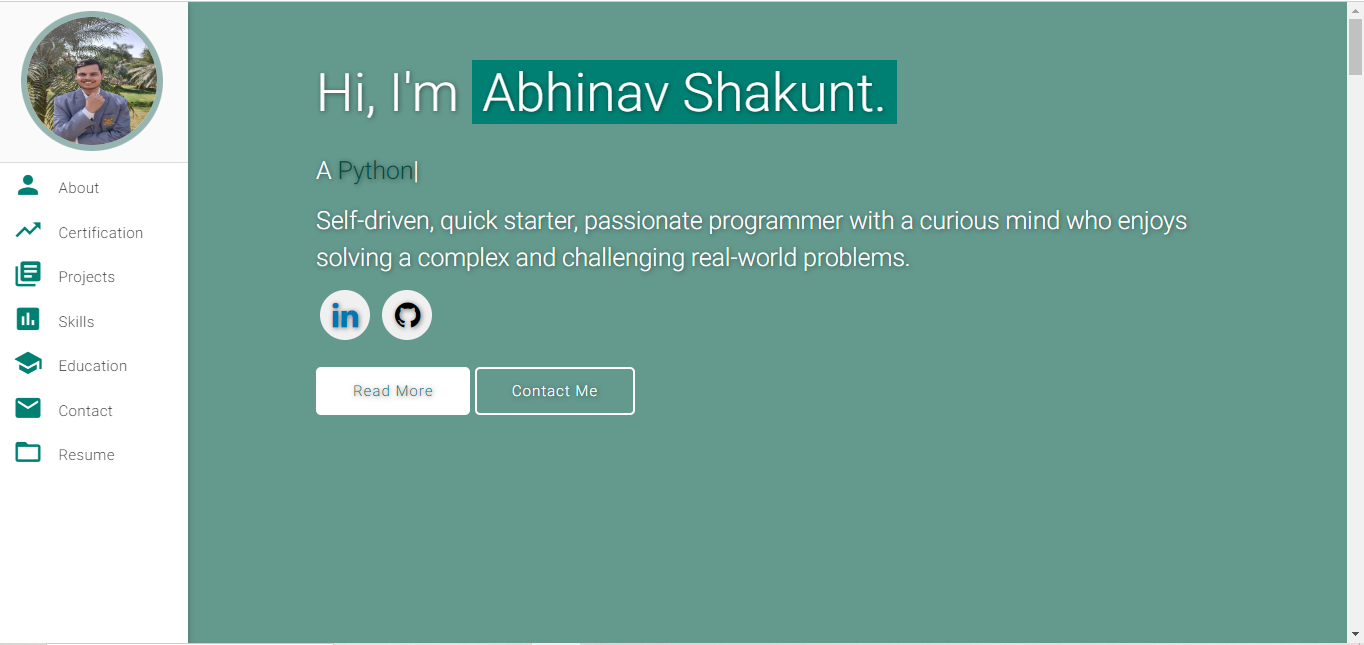 About
Certification
Projects
Skills
Education
Contact
Resume
Hi, I'm Abhinav Shakunt.
A Python|
Self-driven, quick starter, passionate programmer with a curious mind who enjoys
solving a complex and challenging real-world problems.
in
Read More
Contact Me